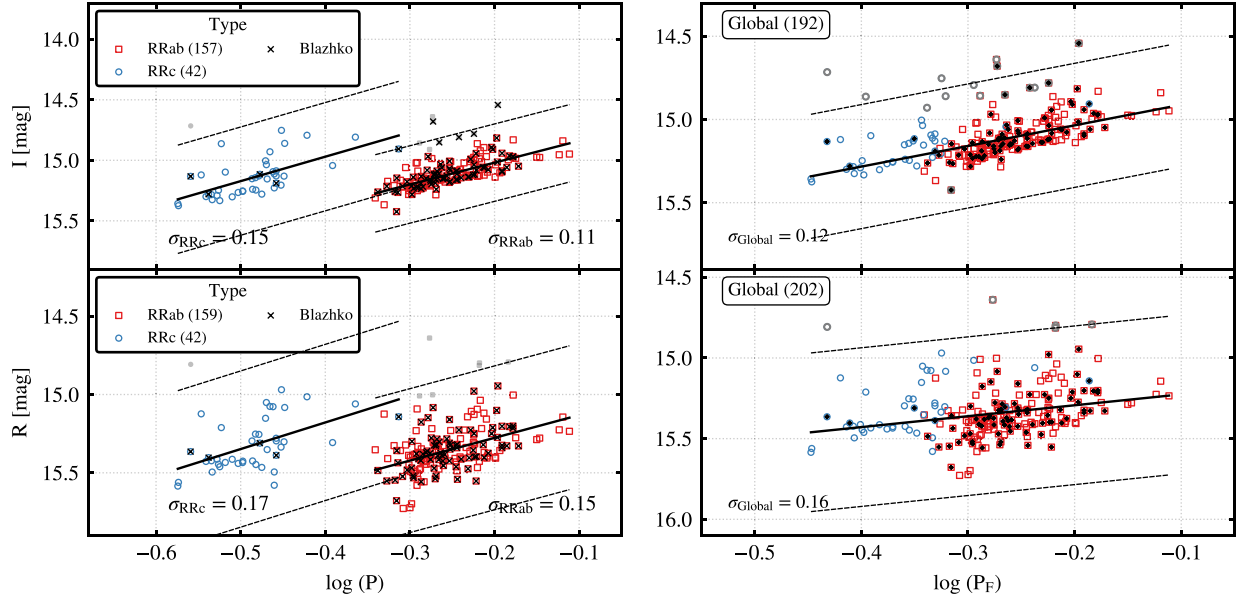 Type
RRab (157)
Blazhko
RRc (42)
14.0
14.5
15.0
15.5
I [mag]
σRRc = 0.15
σRRab = 0.11
Global (192)
14.5
15.0
15.5
σGlobal = 0.12
Type
RRab (159)
Blazhko
RRc (42)
14.5
15.0
15.5
R [mag]
σRRc = 0.17
σRRab = 0.15
−0.6
−0.5
−0.4
−0.3
−0.2
−0.1
log (P)
Global (202)
14.5
15.0
15.5
16.0
σGlobal = 0.16
−0.5
−0.4
−0.3
−0.2
−0.1
log (PF)